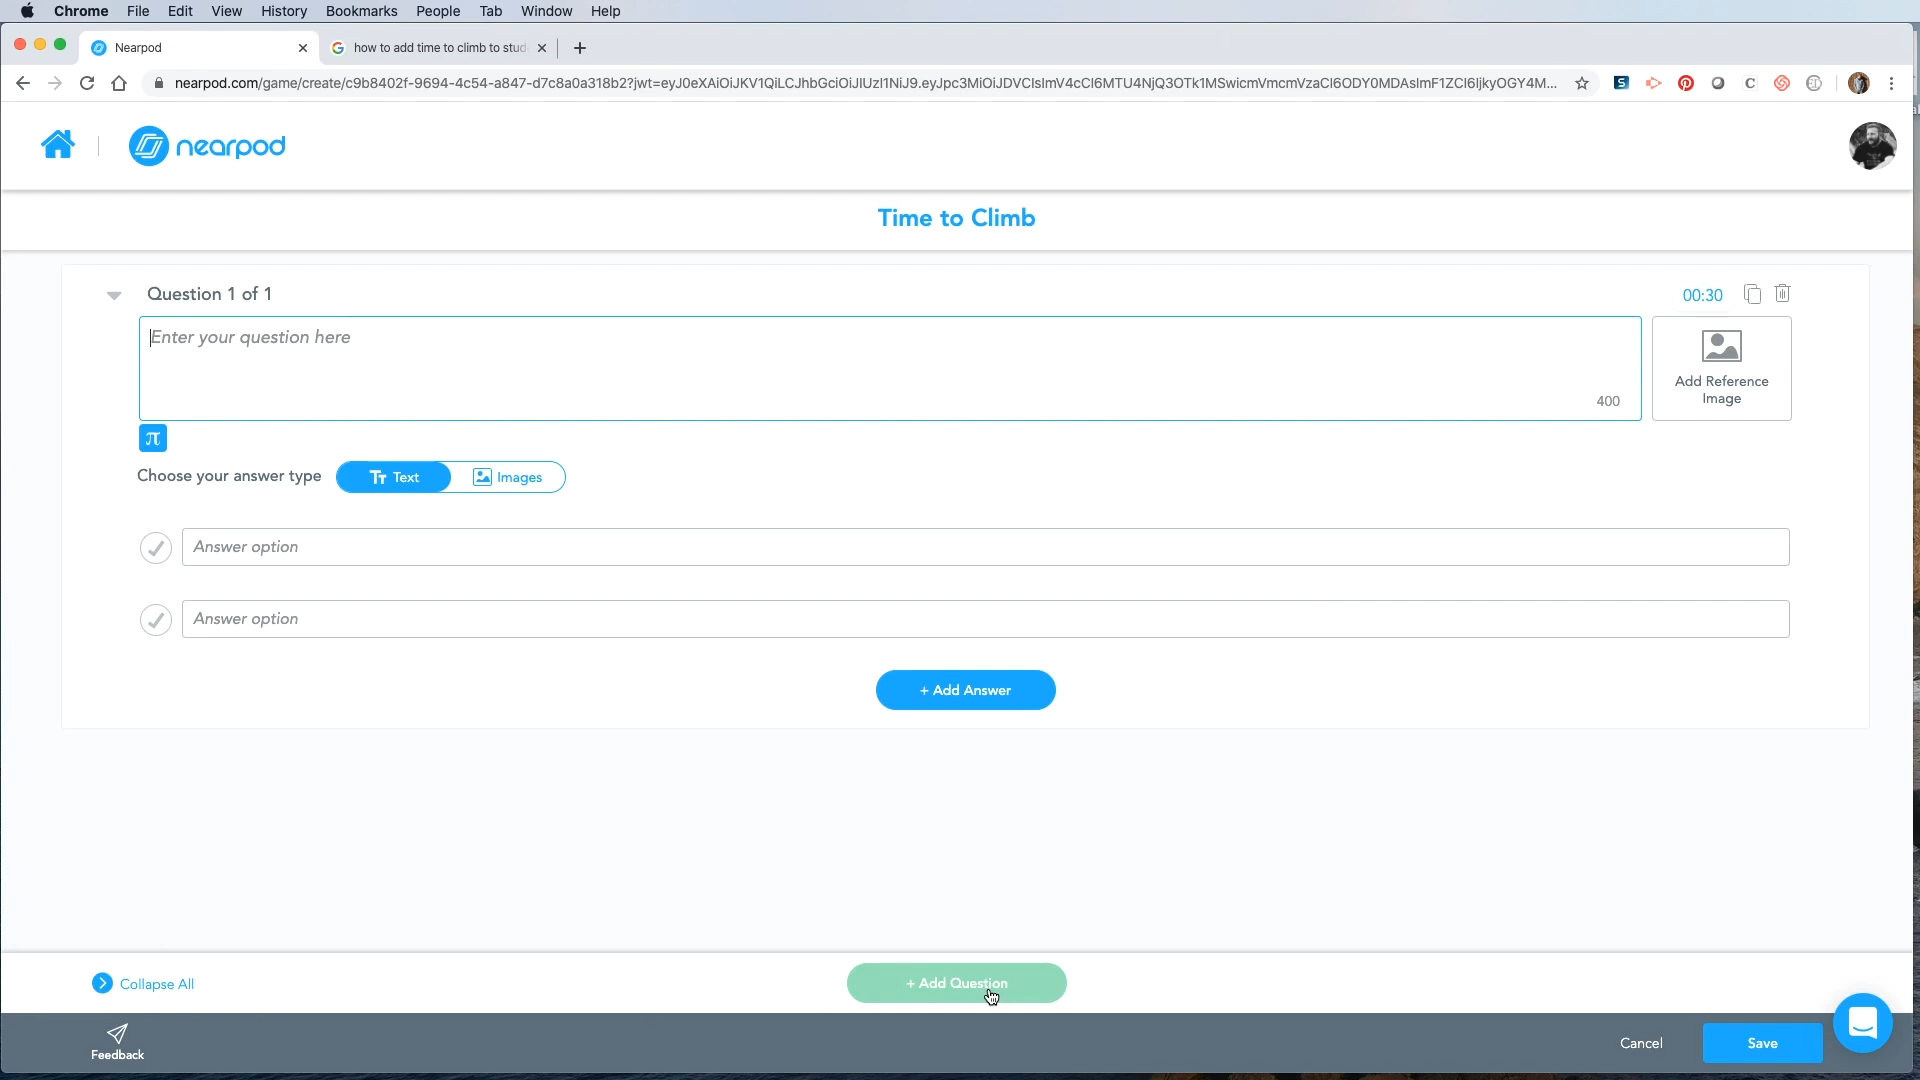 Chrome File Edit View History Bookmarks People Tab Window Help
Nearpod
how to add time to climb to stud
nearpod.com/game/create/c9b8402f-9694-4c54-a847-d7c8a0a318b2?jwt=
nearpod
Time to Climb
Question 1 of 1
00:30
Enter your question here
400
Add Reference
Image
π
Choose your answer type
Text
Images
Answer option
Answer option
+ Add Answer
Collapse All
+ Add Question
Feedback
Cancel
Save